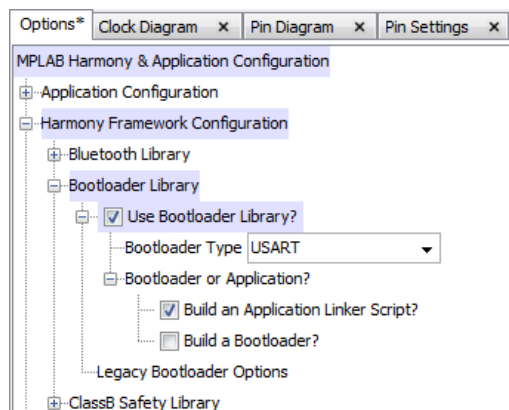 Options* Clock Diagram x Pin Diagram x Pin Settings x
MPLAB Harmony & Application Configuration
Application Configuration
Harmony Framework Configuration
Bluetooth Library
Bootloader Library
Use Bootloader Library?
Bootloader Type USART
Bootloader or Application?
Build an Application Linker Script?
Build a Bootloader?
Legacy Bootloader Options
ClassB Safety Library